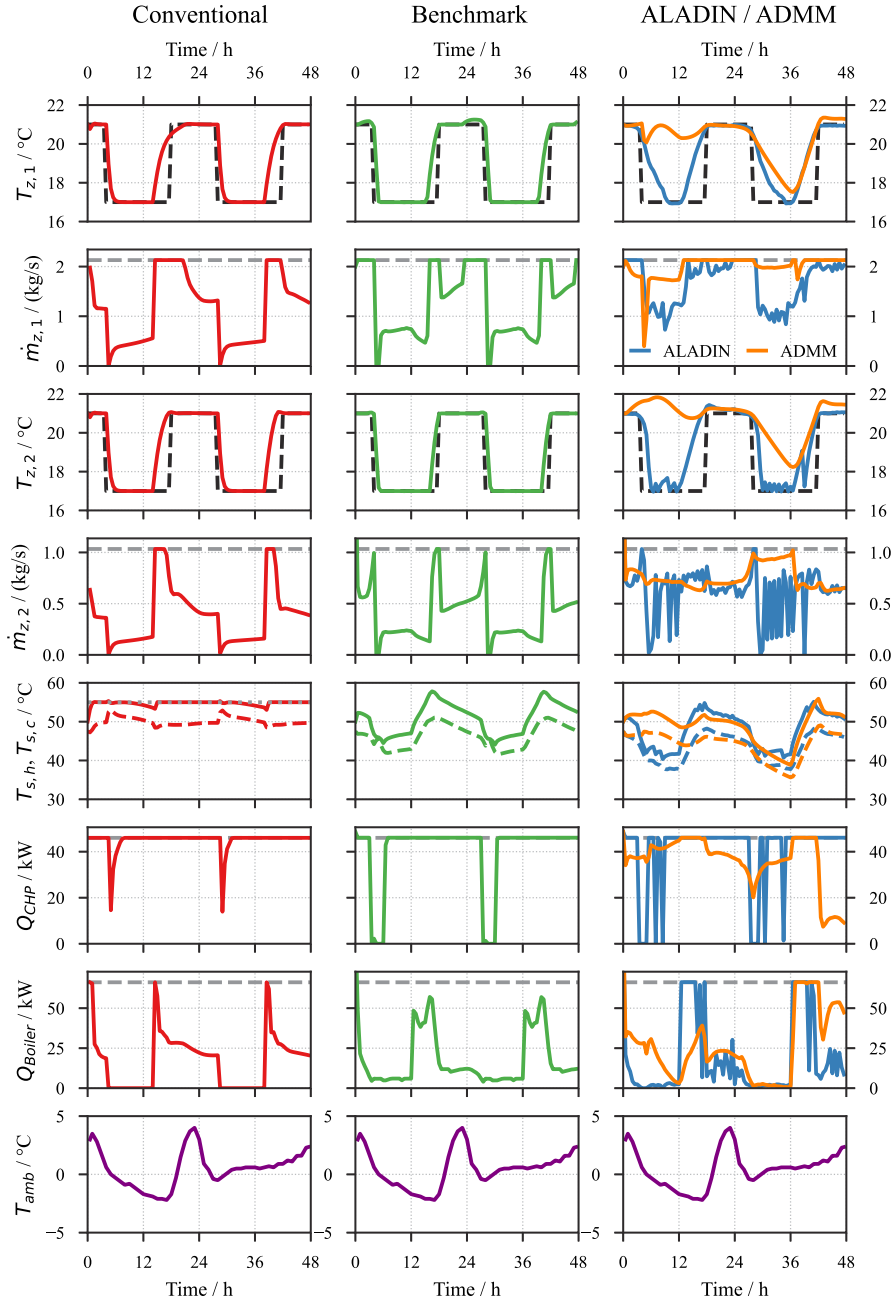 Conventional Benchmark ALADIN / ADMM
Time / h Time / h Time / h
0 12 24 36 48 0 12 24 36 48 0 12 24 36 48
T_{z,1} / °C
22 20 18 16
22 20 18 16
ṁ_{z,1} / (kg/s)
2 1 0
2 1 0
ALADIN ADMM
T_{z,2} / °C
22 20 18 16
22 20 18 16
ṁ_{z,2} / (kg/s)
1.0 0.5 0.0
1.0 0.5 0.0
T_{s,h}, T_{s,c} / °C
60 50 40 30
60 50 40 30
Q_{CHP} / kW
40 20 0
40 20 0
Q_{Boiler} / kW
50 25 0
50 25 0
T_{amb} / °C
5 0 −5
5 −5
5 0 −5
0 12 24 36 48 0 12 24 36 48 0 12 24 36 48
Time / h Time / h Time / h